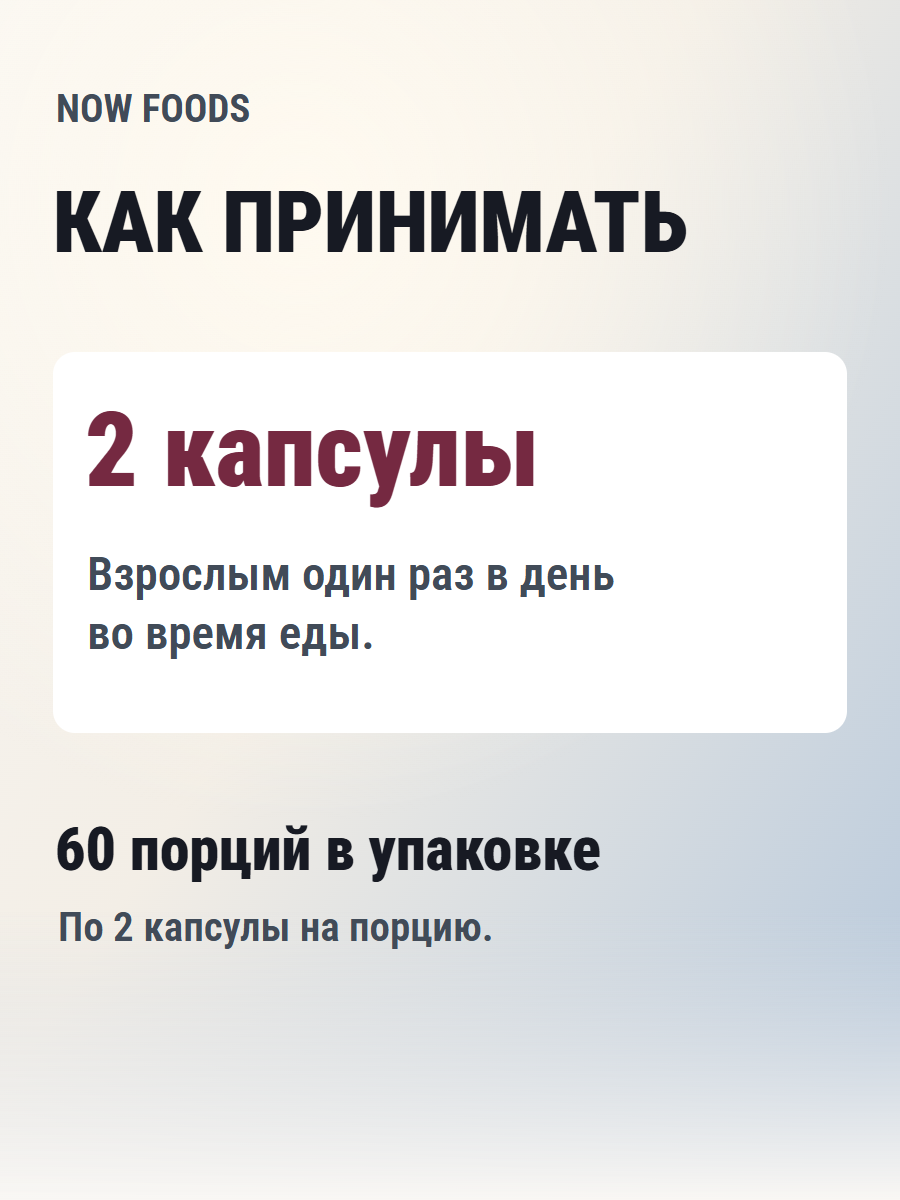 NOW FOODS
КАК ПРИНИМАТЬ
2 капсулы
Взрослым один раз в день
во время еды.
60 порций в упаковке
По 2 капсулы на порцию.